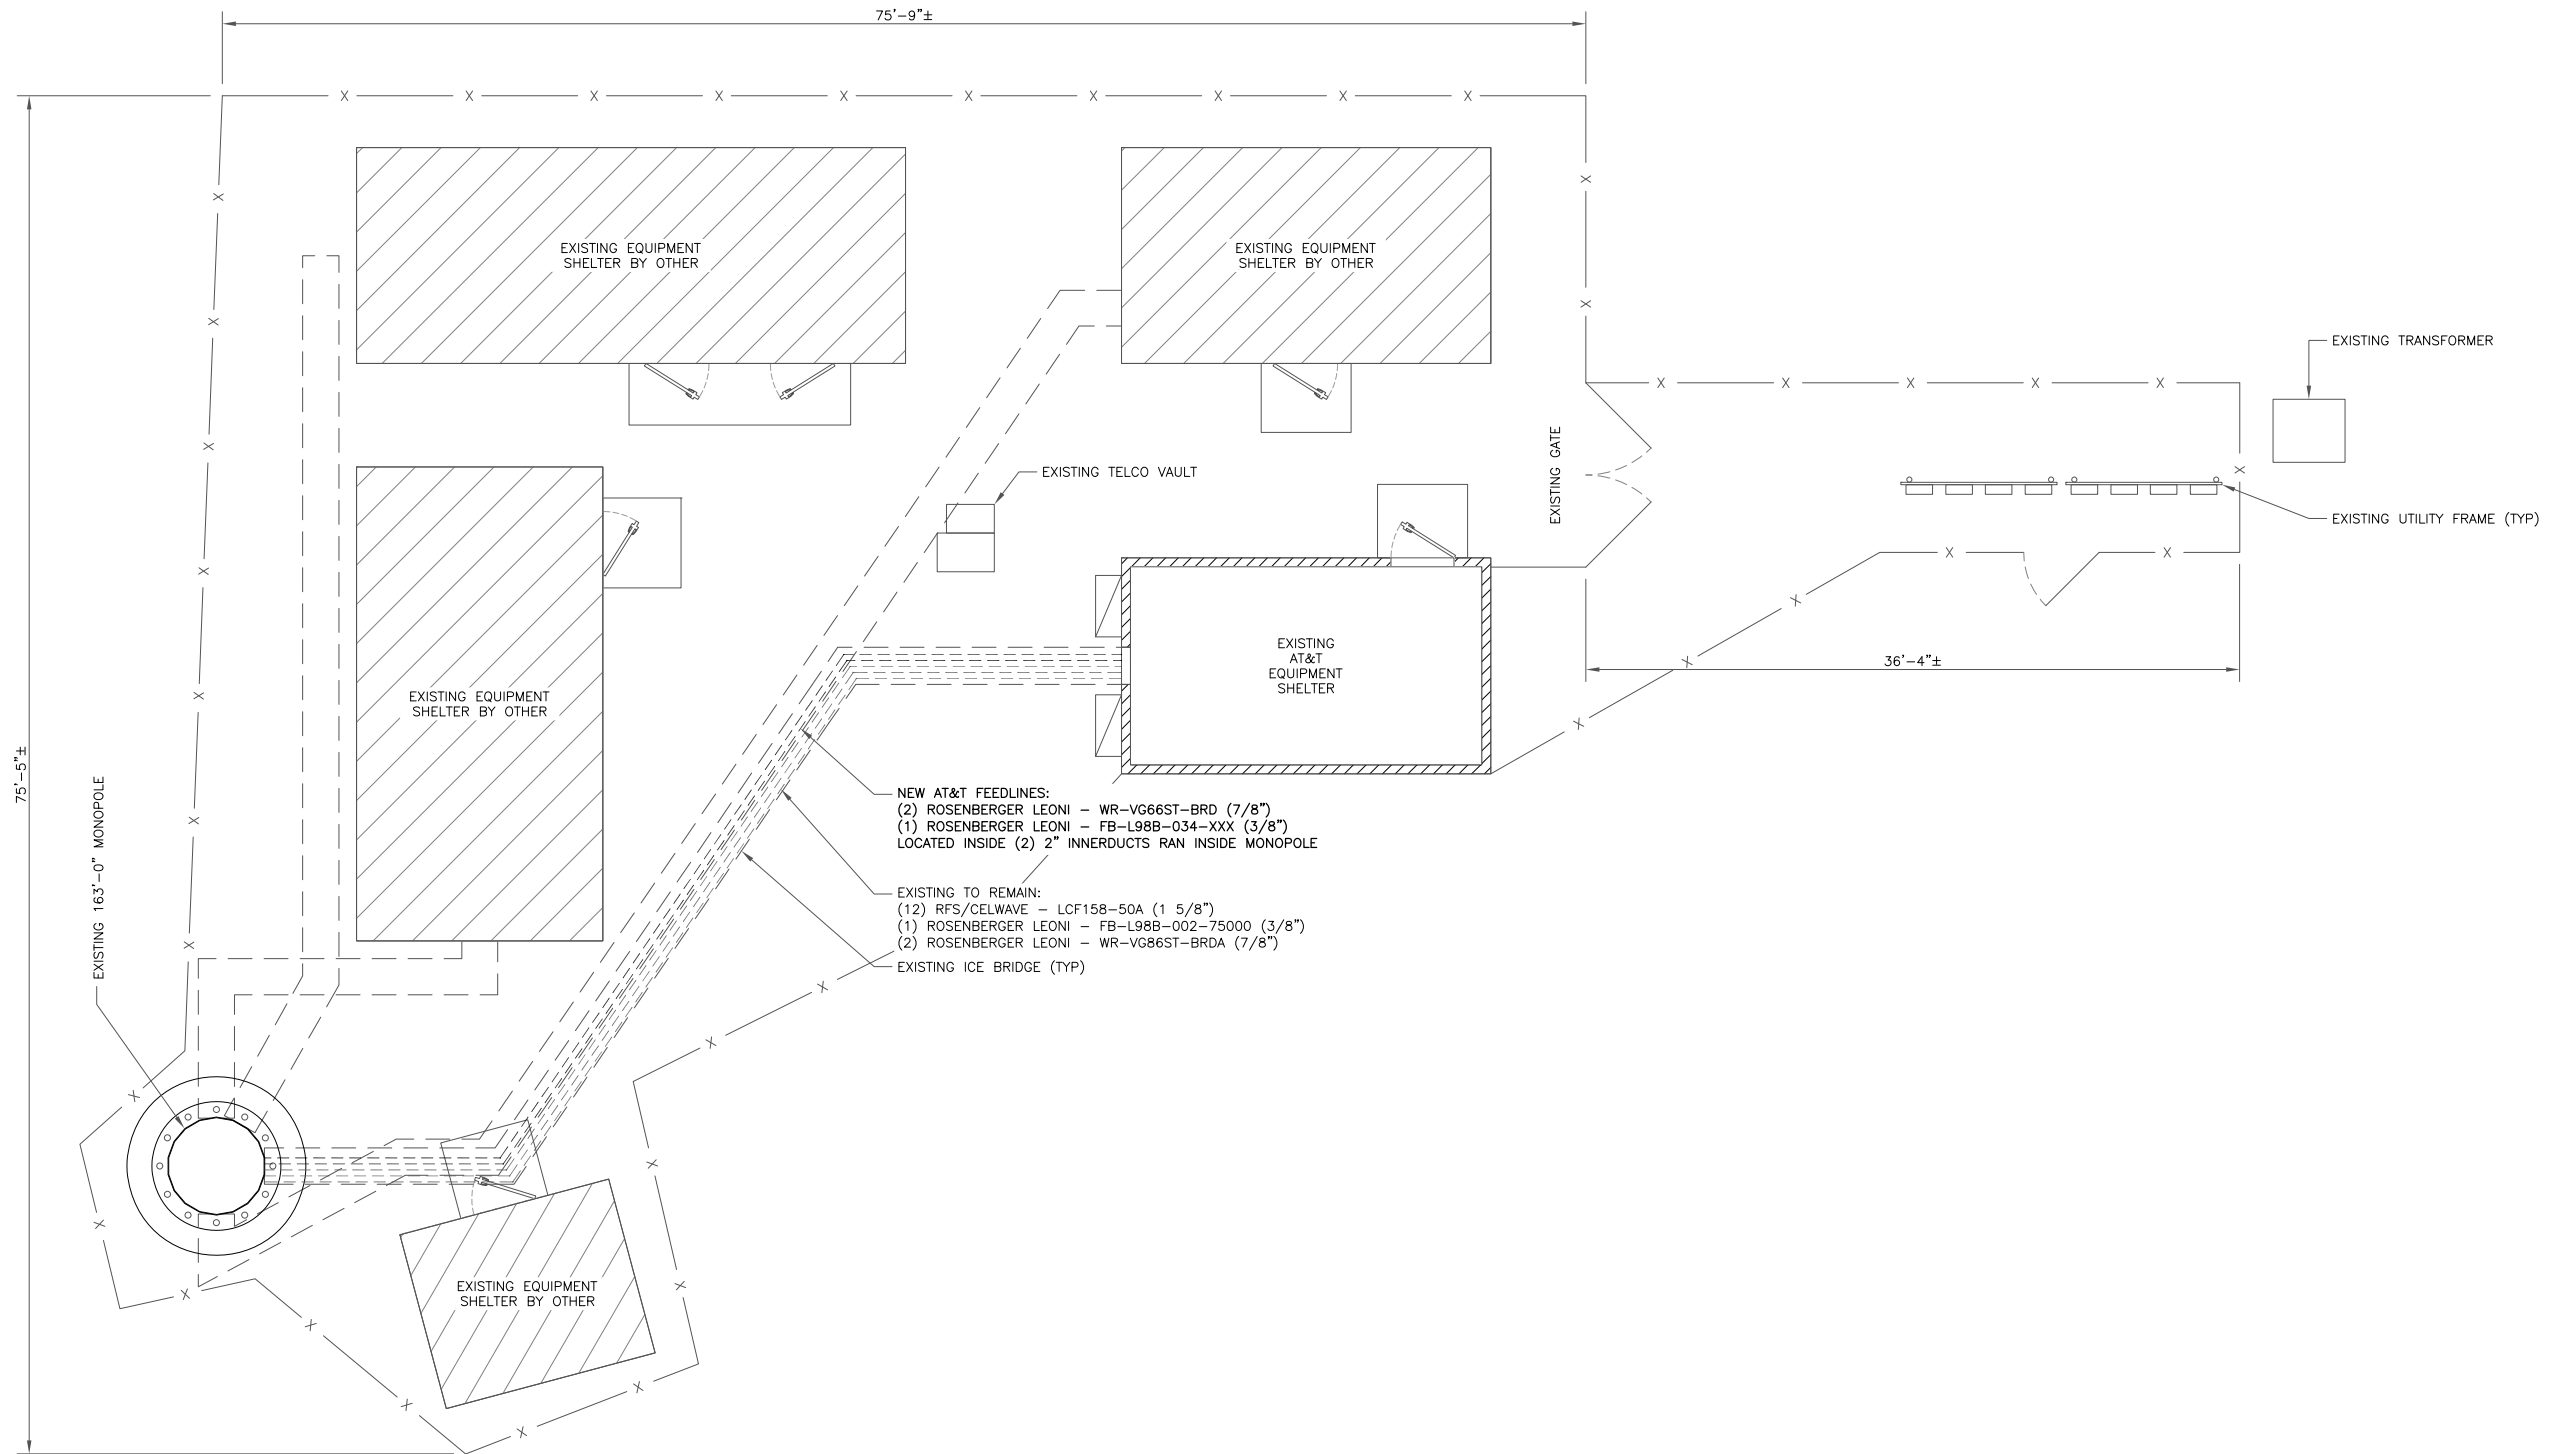 75'-9"±
EXISTING EQUIPMENT
SHELTER BY OTHER
EXISTING EQUIPMENT
SHELTER BY OTHER
EXISTING TRANSFORMER
EXISTING GATE
EXISTING TELCO VAULT
EXISTING UTILITY FRAME (TYP)
EXISTING
AT&T
EQUIPMENT
SHELTER
36'-4"±
EXISTING EQUIPMENT
SHELTER BY OTHER
75'-5"±
EXISTING 163'-0" MONOPOLE
NEW AT&T FEEDLINES:
(2) ROSENBERGER LEONI - WR-VG66ST-BRD (7/8")
(1) ROSENBERGER LEONI - FB-L98B-034-XXX (3/8")
LOCATED INSIDE (2) 2" INNERDUCTS RAN INSIDE MONOPOLE
EXISTING TO REMAIN:
(12) RFS/CELWAVE - LCF158-50A (1 5/8")
(1) ROSENBERGER LEONI - FB-L98B-002-75000 (3/8")
(2) ROSENBERGER LEONI - WR-VG86ST-BRDA (7/8")
EXISTING ICE BRIDGE (TYP)
EXISTING EQUIPMENT
SHELTER BY OTHER